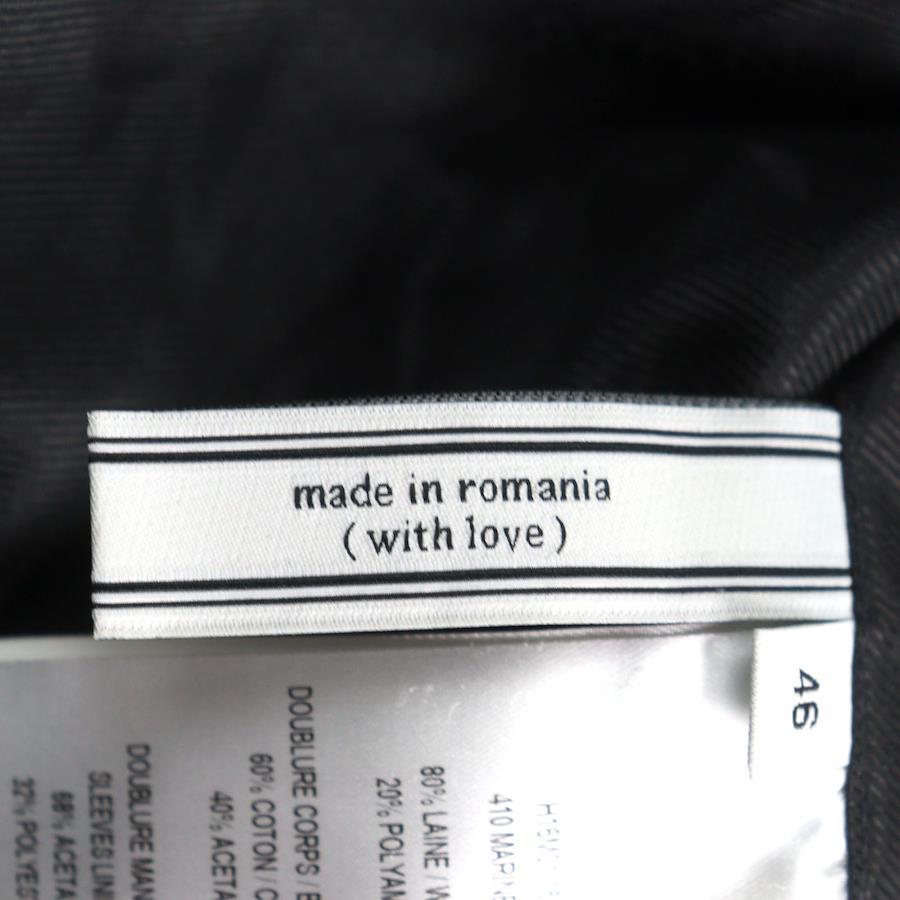 made in romania
(with love)
46
410 MARINE
80% LAINE / W
20% POLYAM
DOUBLURE CORPS / B
60% COTON / C
40% ACETA
DOUBLURE MAN
SLEEVES LINI
68% ACETA
32% POLYES